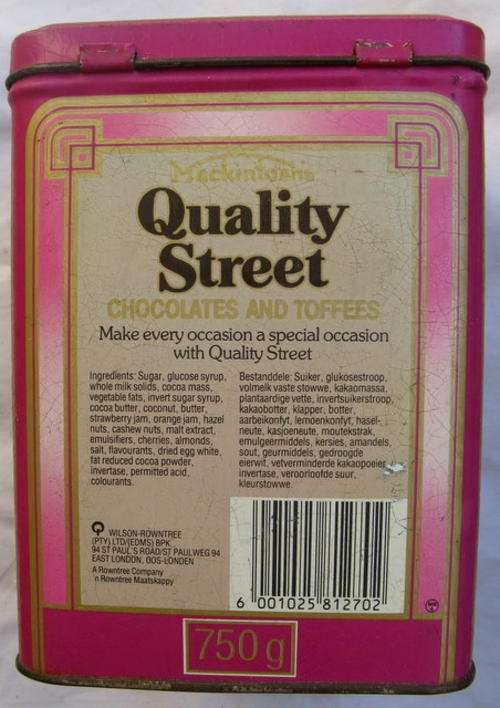 Mackintosh's
Quality
Street
CHOCOLATES AND TOFFEES
Make every occasion a special occasion
with Quality Street
Ingredients: Sugar, glucose syrup,
whole milk solids, cocoa mass,
vegetable fats, invert sugar syrup,
cocoa butter, coconut, butter,
strawberry jam, orange jam, hazel
nuts, cashew nuts, malt extract,
emulsifiers, cherries, almonds,
salt, flavourants, dried egg white,
fat reduced cocoa powder,
invertase, permitted acid,
colourants.
Bestanddele: Suiker, glukosestroop,
volmelk vaste stowwe, kakaomassa,
plantaardige vette, invertsuikerstroop,
kakaobotter, klapper, botter,
aarbeikonfyt, lemoenkonfyt, hasel-
neute, kasjoeneute, moutekstrak,
emulgeermiddels, kersies, amandels,
sout, geurmiddels, gedroogde
eierwit, vetverminderde kakaopoeier,
invertase, veroorloofde suur,
kleurstowwe.
WILSON-ROWNTREE
(PTY) LTD/(EDMS) BPK
94 ST PAUL'S ROAD/ST PAULWEG 94
EAST LONDON, OOS-LONDEN
A Rowntree Company
'n Rowntree Maatskappy
6 001025 812702
750g